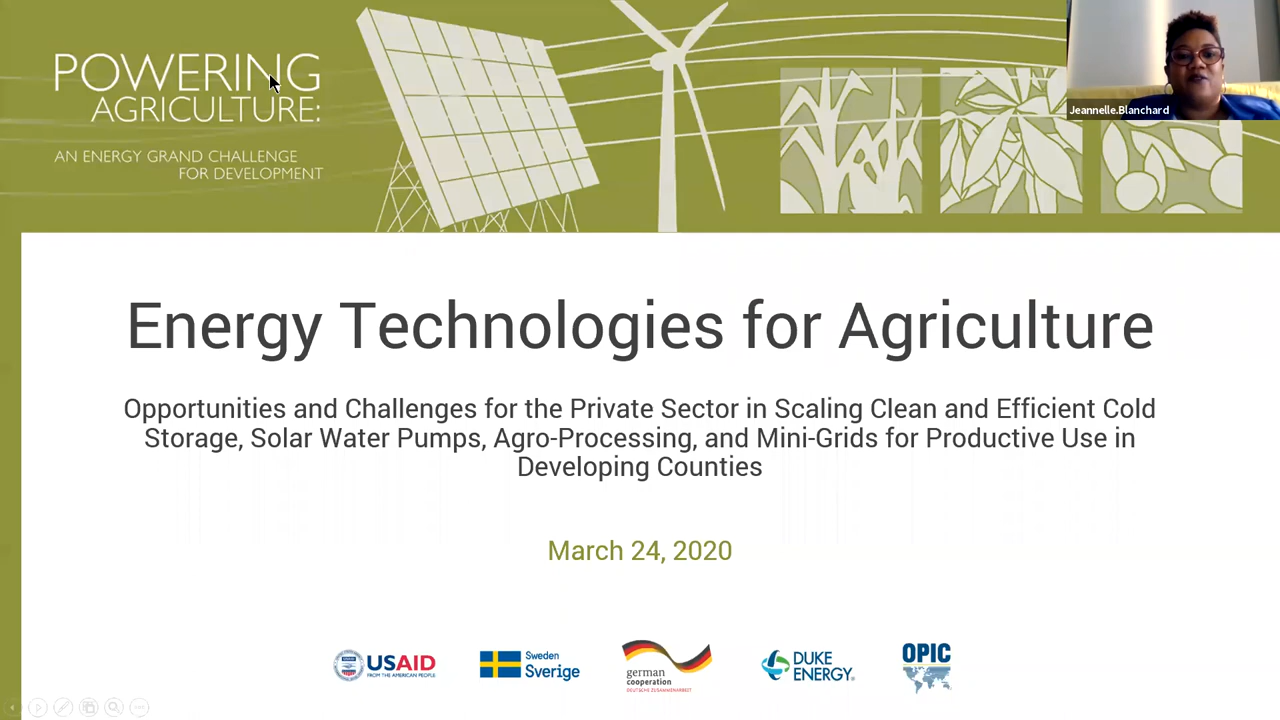 POWERING
AGRICULTURE:
AN ENERGY GRAND CHALLENGE
FOR DEVELOPMENT
Jeannelle.Blanchard
Energy Technologies for Agriculture
Opportunities and Challenges for the Private Sector in Scaling Clean and Efficient Cold
Storage, Solar Water Pumps, Agro-Processing, and Mini-Grids for Productive Use in
Developing Counties
March 24, 2020
USAID
FROM THE AMERICAN PEOPLE
Sweden
Sverige
german
cooperation
DEUTSCHE ZUSAMMENARBEIT
DUKE
ENERGY®
OPIC